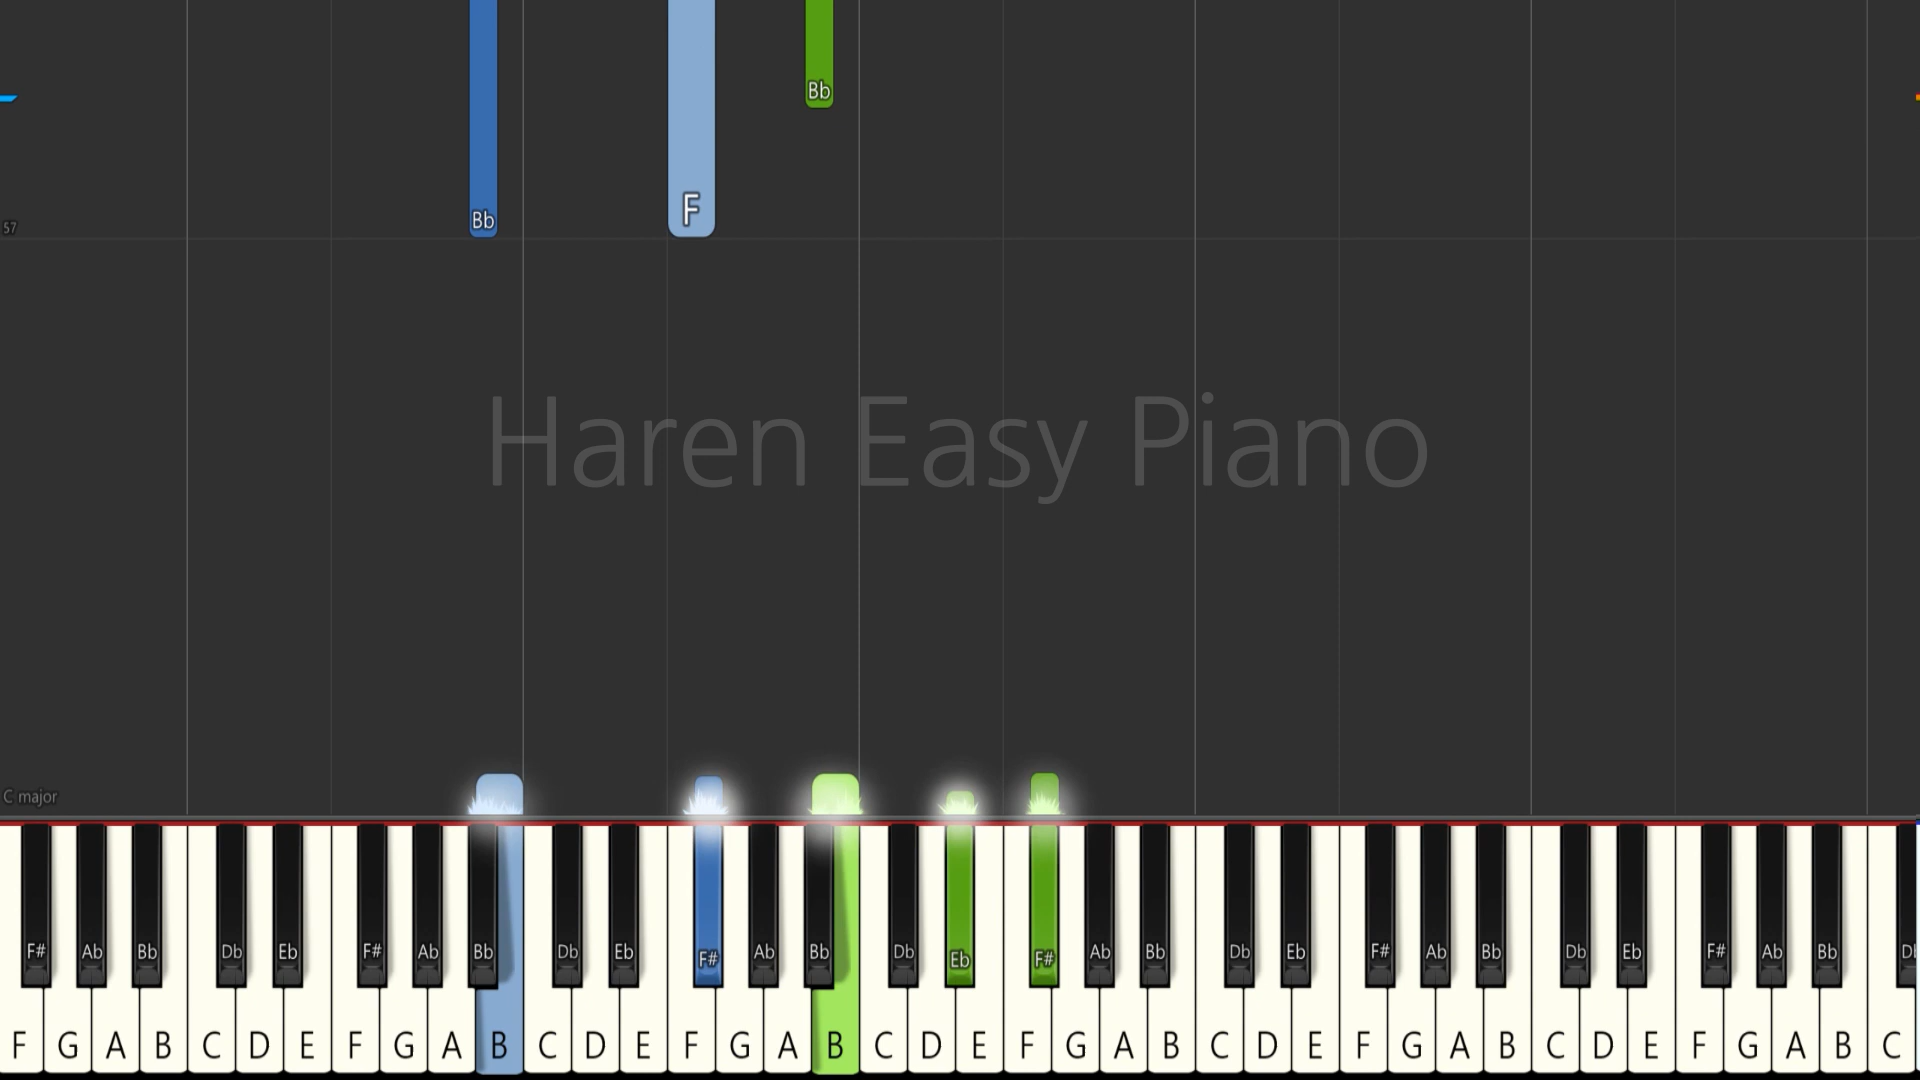 Bb
Bb F
57
Haren Easy Piano
C major
F# Ab Bb Db Eb F# Ab Bb Db Eb F# Ab Bb Db Eb F# Ab Bb Db Eb F# Ab Bb Db Eb F# Ab Bb
F G A B C D E F G A B C D E F G A B C D E F G A B C D E F G A B C D E F G A B C